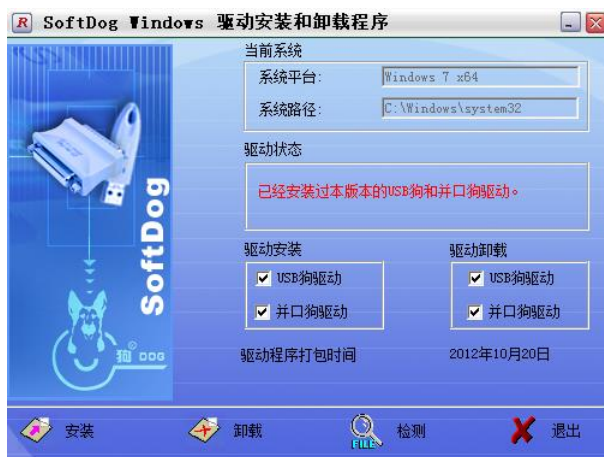 R SoftDog Windows 驱动安装和卸载程序
当前系统
系统平台: Windows 7 x64
系统路径: C:\Windows\system32
驱动状态
已经安装过本版本的USB狗和并口狗驱动。
SoftDog
驱动安装 驱动卸载
USB狗驱动 USB狗驱动
并口狗驱动 并口狗驱动
狗® DOG
驱动程序打包时间 2012年10月20日
安装 卸载 FILE 检测 退出